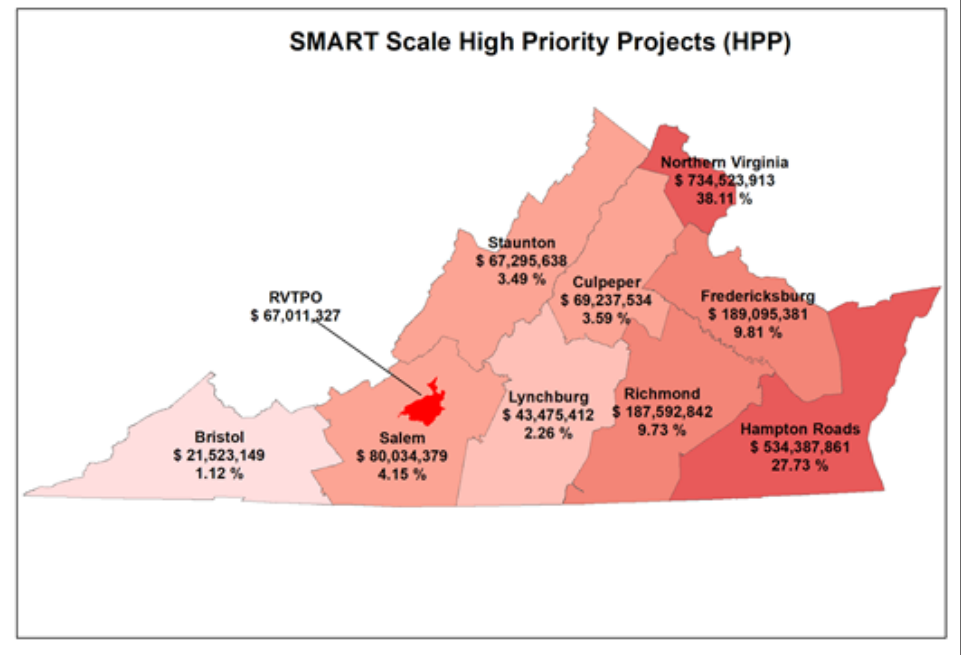 SMART Scale High Priority Projects (HPP)
Northern Virginia
$ 734,523,913
38.11 %
Staunton
$ 67,295,638
3.49 %
Culpeper
$ 69,237,534
3.59 %
RVTPO
$ 67,011,327
Fredericksburg
$ 189,095,381
9.81 %
Lynchburg
$ 43,475,412
2.26 %
Richmond
$ 187,592,842
9.73 %
Hampton Roads
$ 534,387,861
27.73 %
Bristol
$ 21,523,149
1.12 %
Salem
$ 80,034,379
4.15 %